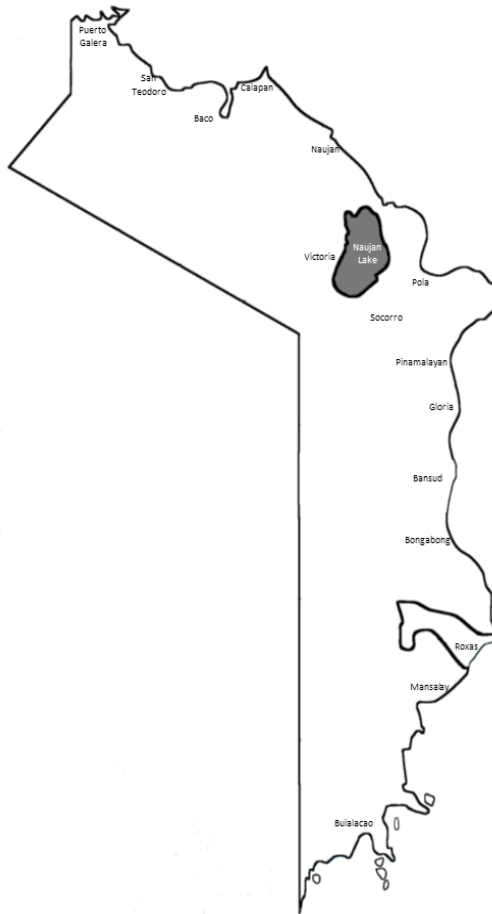 Puerto
Galera
San
Teodoro
Calapan
Baco
Naujan
Naujan
Lake
Victoria
Pola
Socorro
Pinamalayan
Gloria
Bansud
Bongabong
Roxas
Mansalay
Bulalacao